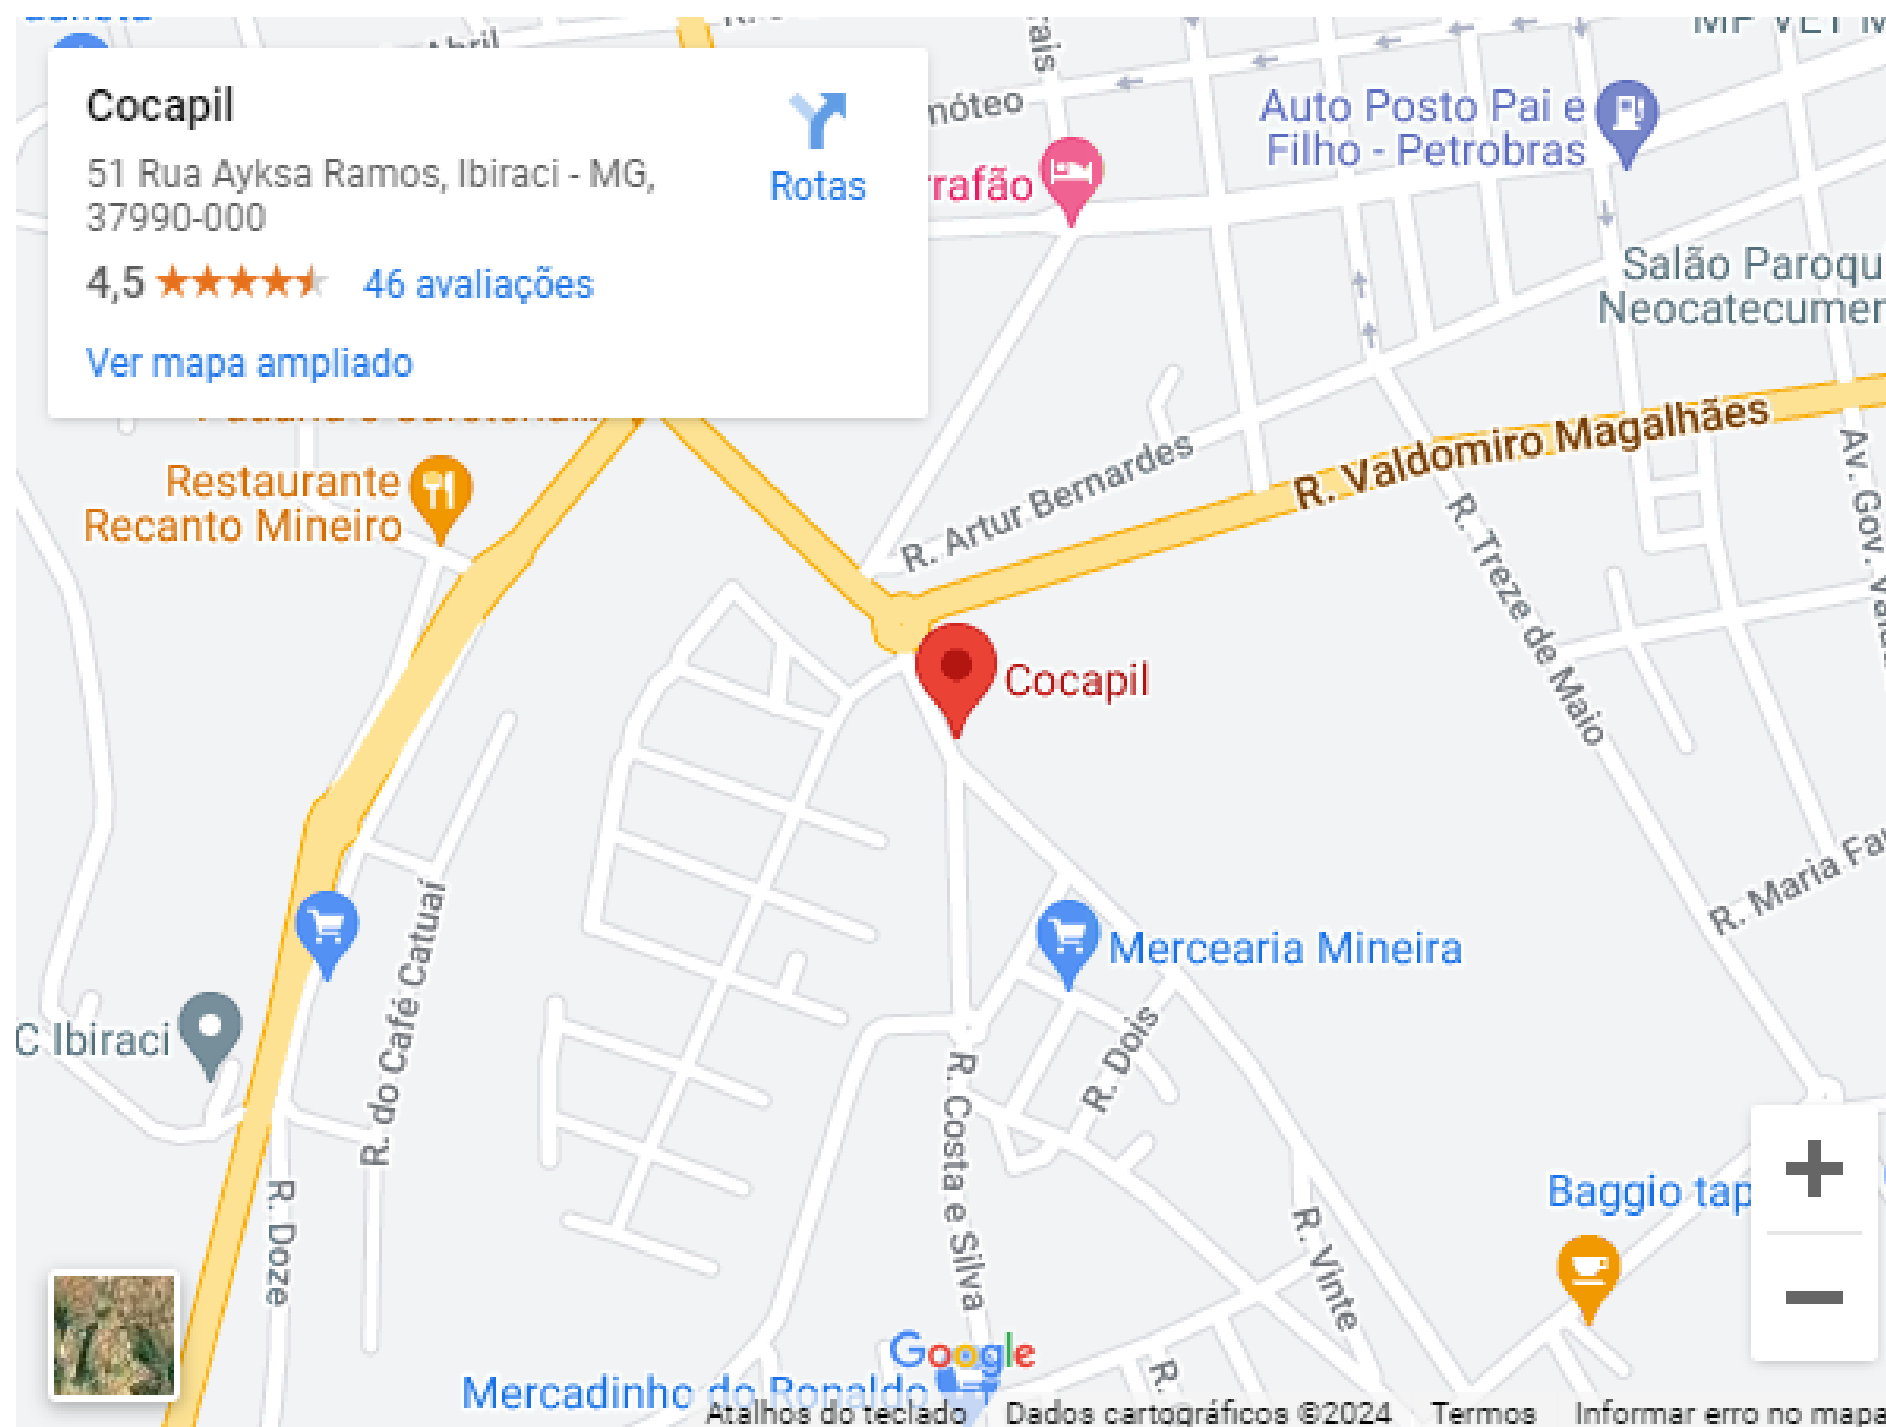 Abril
Cocapil
51 Rua Ayksa Ramos, Ibiraci - MG,
37990-000
Rotas
4,5
46 avaliações
Ver mapa ampliado
MF VET M
Auto Posto Pai e
Filho - Petrobras
Salão Paroqu
Neocatecumen
R. Valdomiro Magalhães
R. Artur Bernardes
Restaurante
Recanto Mineiro
R. Treze de Maio
Av. Gov.
Cocapil
R. Maria Fa
Mercearia Mineira
R. do Café Catuaí
C Ibiraci
R. Dois
R. Costa e Silva
R. Doze
Baggio tap
R. Vinte
Google
Mercadinho do Ronaldo
R.
Atalhos do teclado
Dados cartográficos ©2024
Termos
Informar erro no mapa